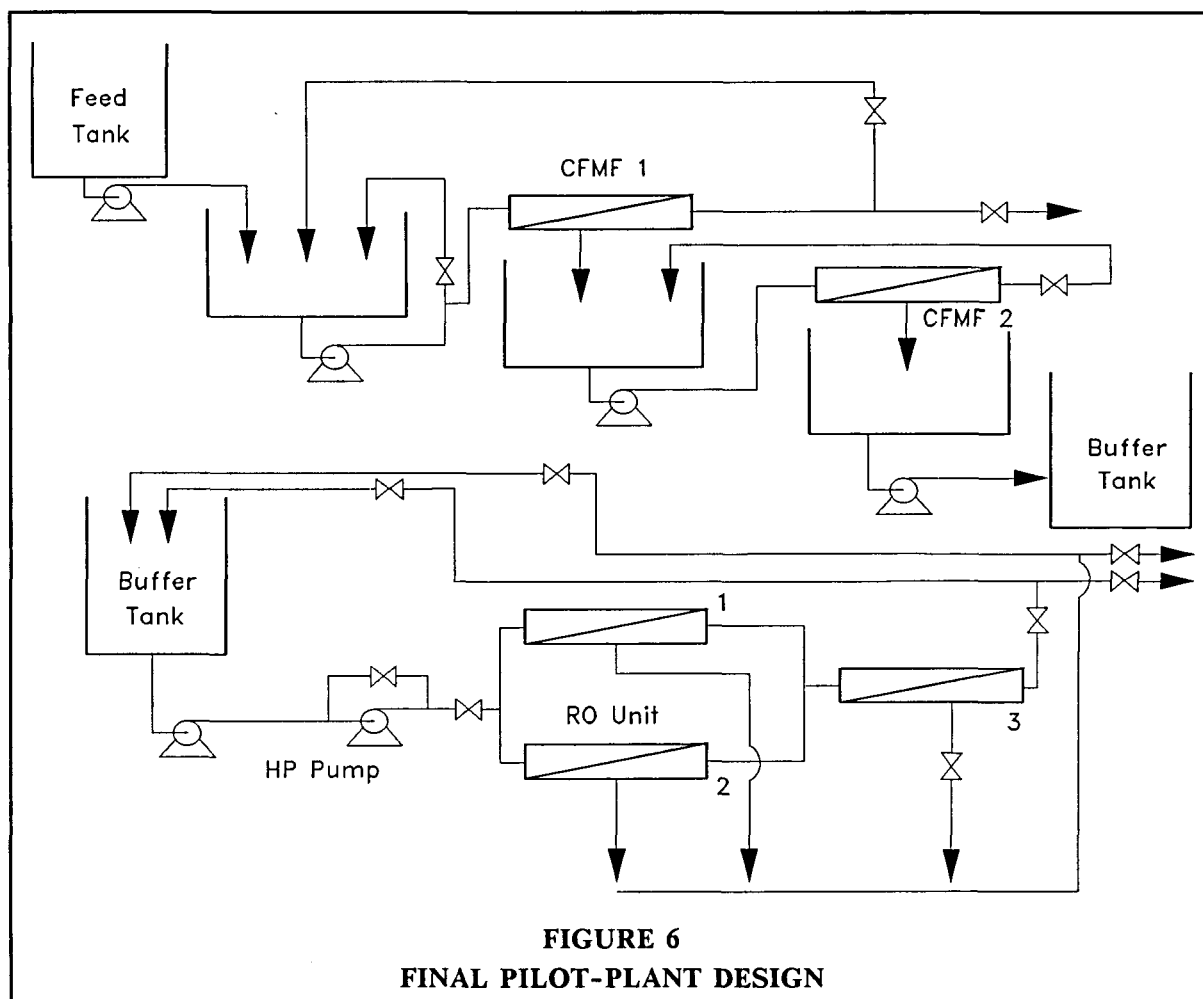 Feed
Tank
CFMF 1
CFMF 2
Buffer
Tank
Buffer
Tank
1
RO Unit
3
HP Pump
2
FIGURE 6
FINAL PILOT-PLANT DESIGN